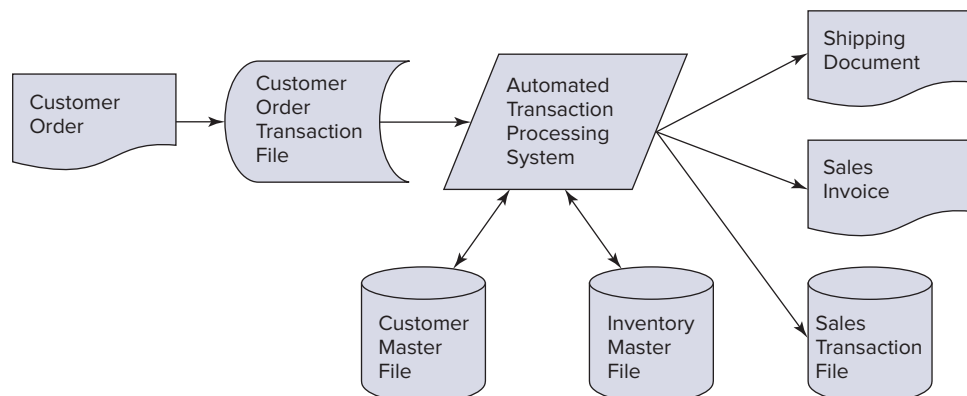 Customer
Order
Customer
Order
Transaction
File
Automated
Transaction
Processing
System
Shipping
Document
Sales
Invoice
Customer
Master
File
Inventory
Master
File
Sales
Transaction
File